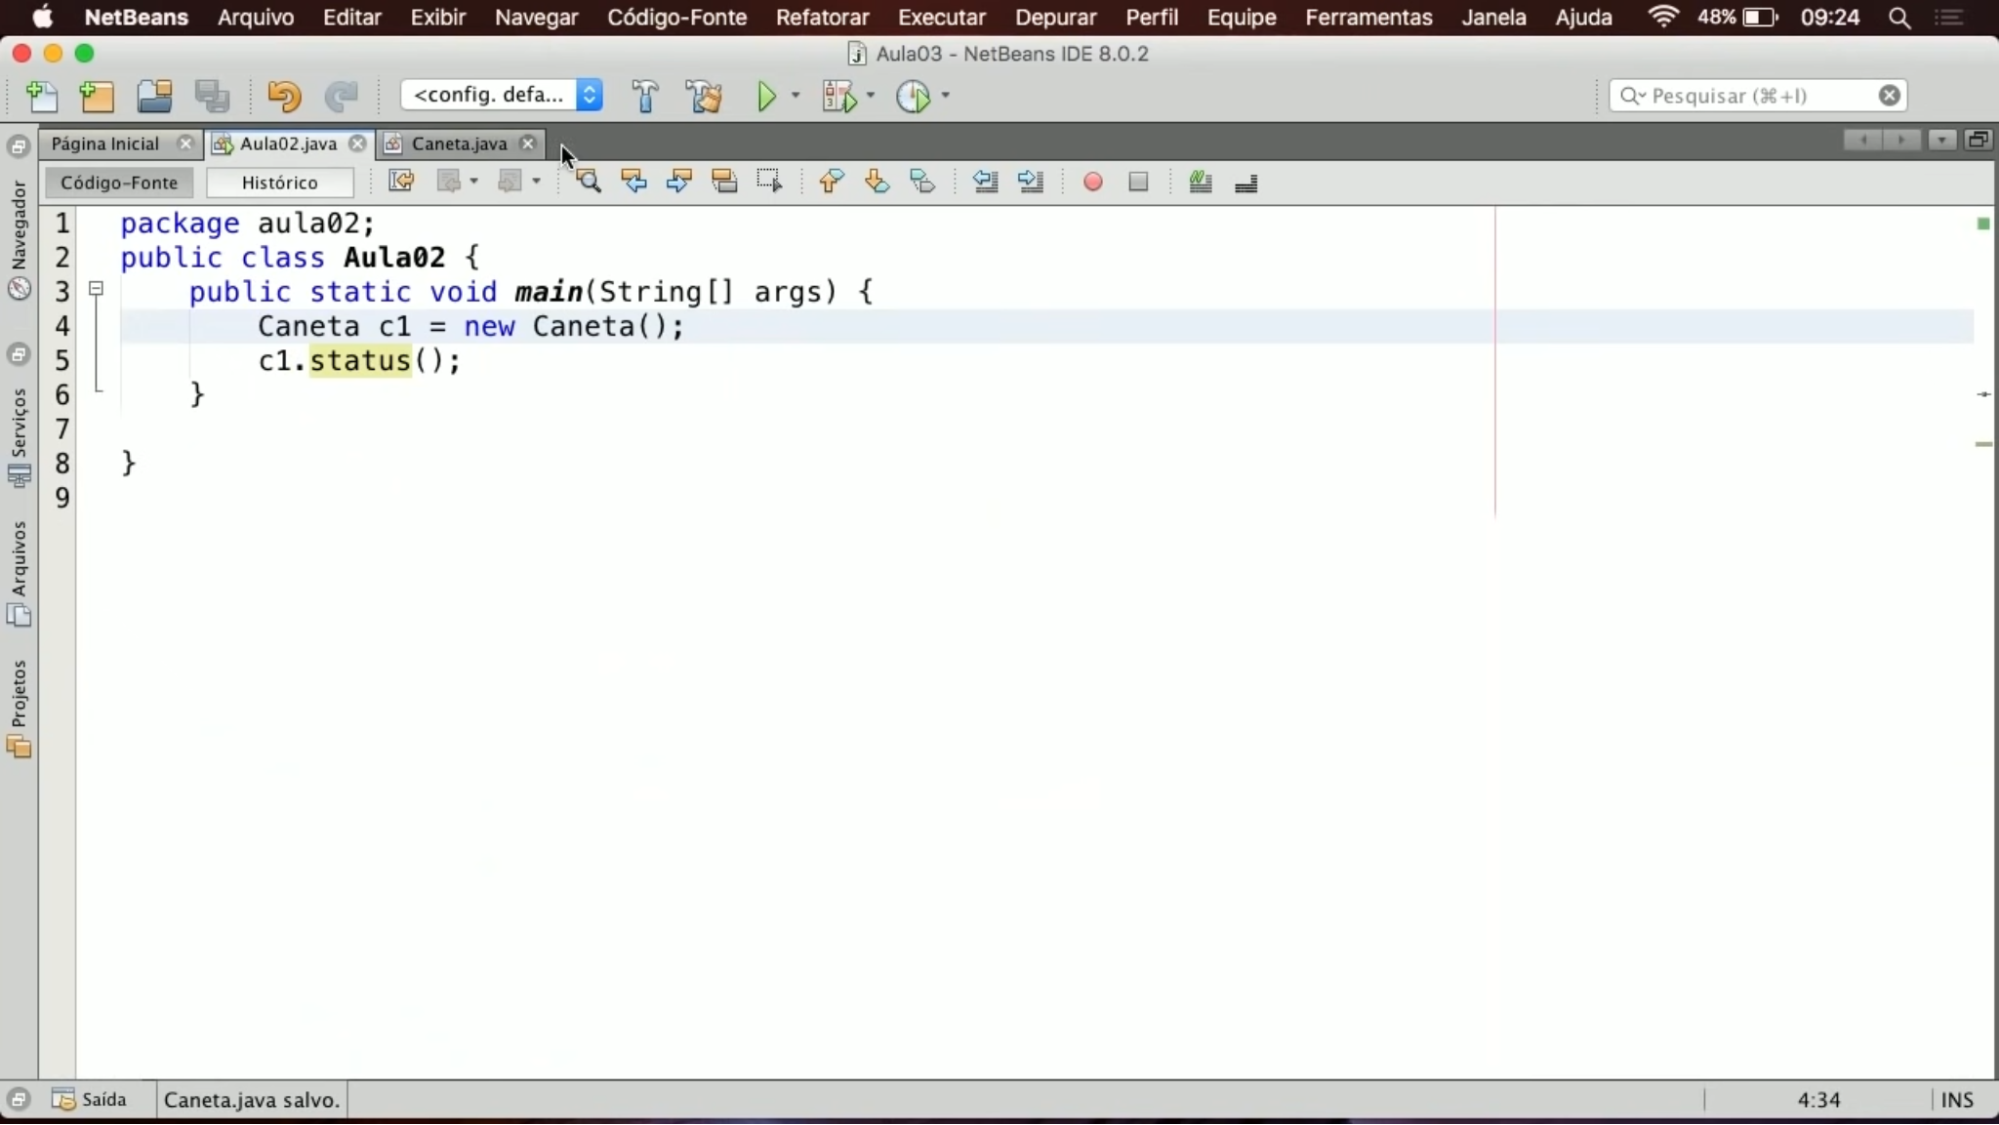 NetBeans Arquivo Editar Exibir Navegar Código-Fonte Refatorar Executar Depurar Perfil Equipe Ferramentas Janela Ajuda 48% 09:24
Aula03 - NetBeans IDE 8.0.2
<config. defa... Pesquisar (⌘+I)
Página Inicial Aula02.java Caneta.java
Código-Fonte Histórico
Navegador
Serviços
Arquivos
Projetos
1 package aula02;
2 public class Aula02 {
3 public static void main(String[] args) {
4 Caneta c1 = new Caneta();
5 c1.status();
6 }
7
8 }
9
Saída Caneta.java salvo. 4:34 INS